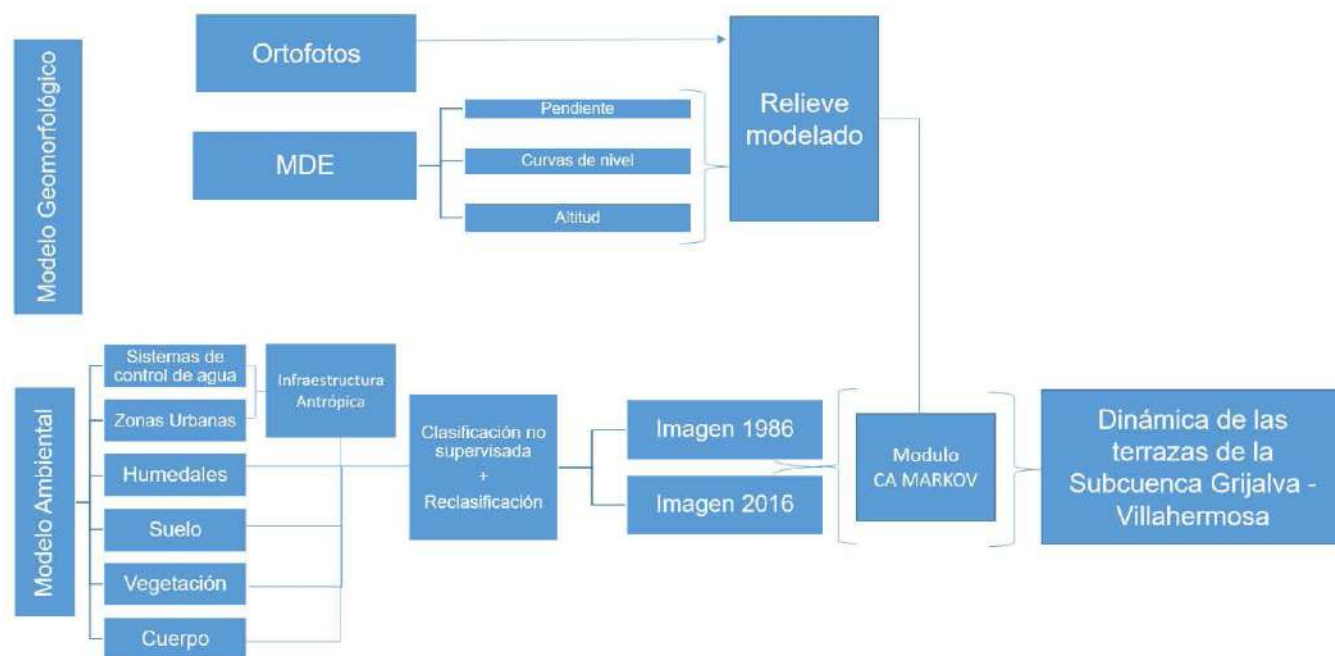 Modelo Geomorfológico
Ortofotos
MDE
Pendiente
Curvas de nivel
Altitud
Relieve
modelado
Modelo Ambiental
Sistemas de
control de agua
Zonas Urbanas
Humedales
Suelo
Vegetación
Cuerpo
Infraestructura
Antrópica
Clasificación no
supervisada
+
Reclasificación
Imagen 1986
Imagen 2016
Modulo
CA MARKOV
Dinámica de las
terrazas de la
Subcuenca Grijalva -
Villahermosa